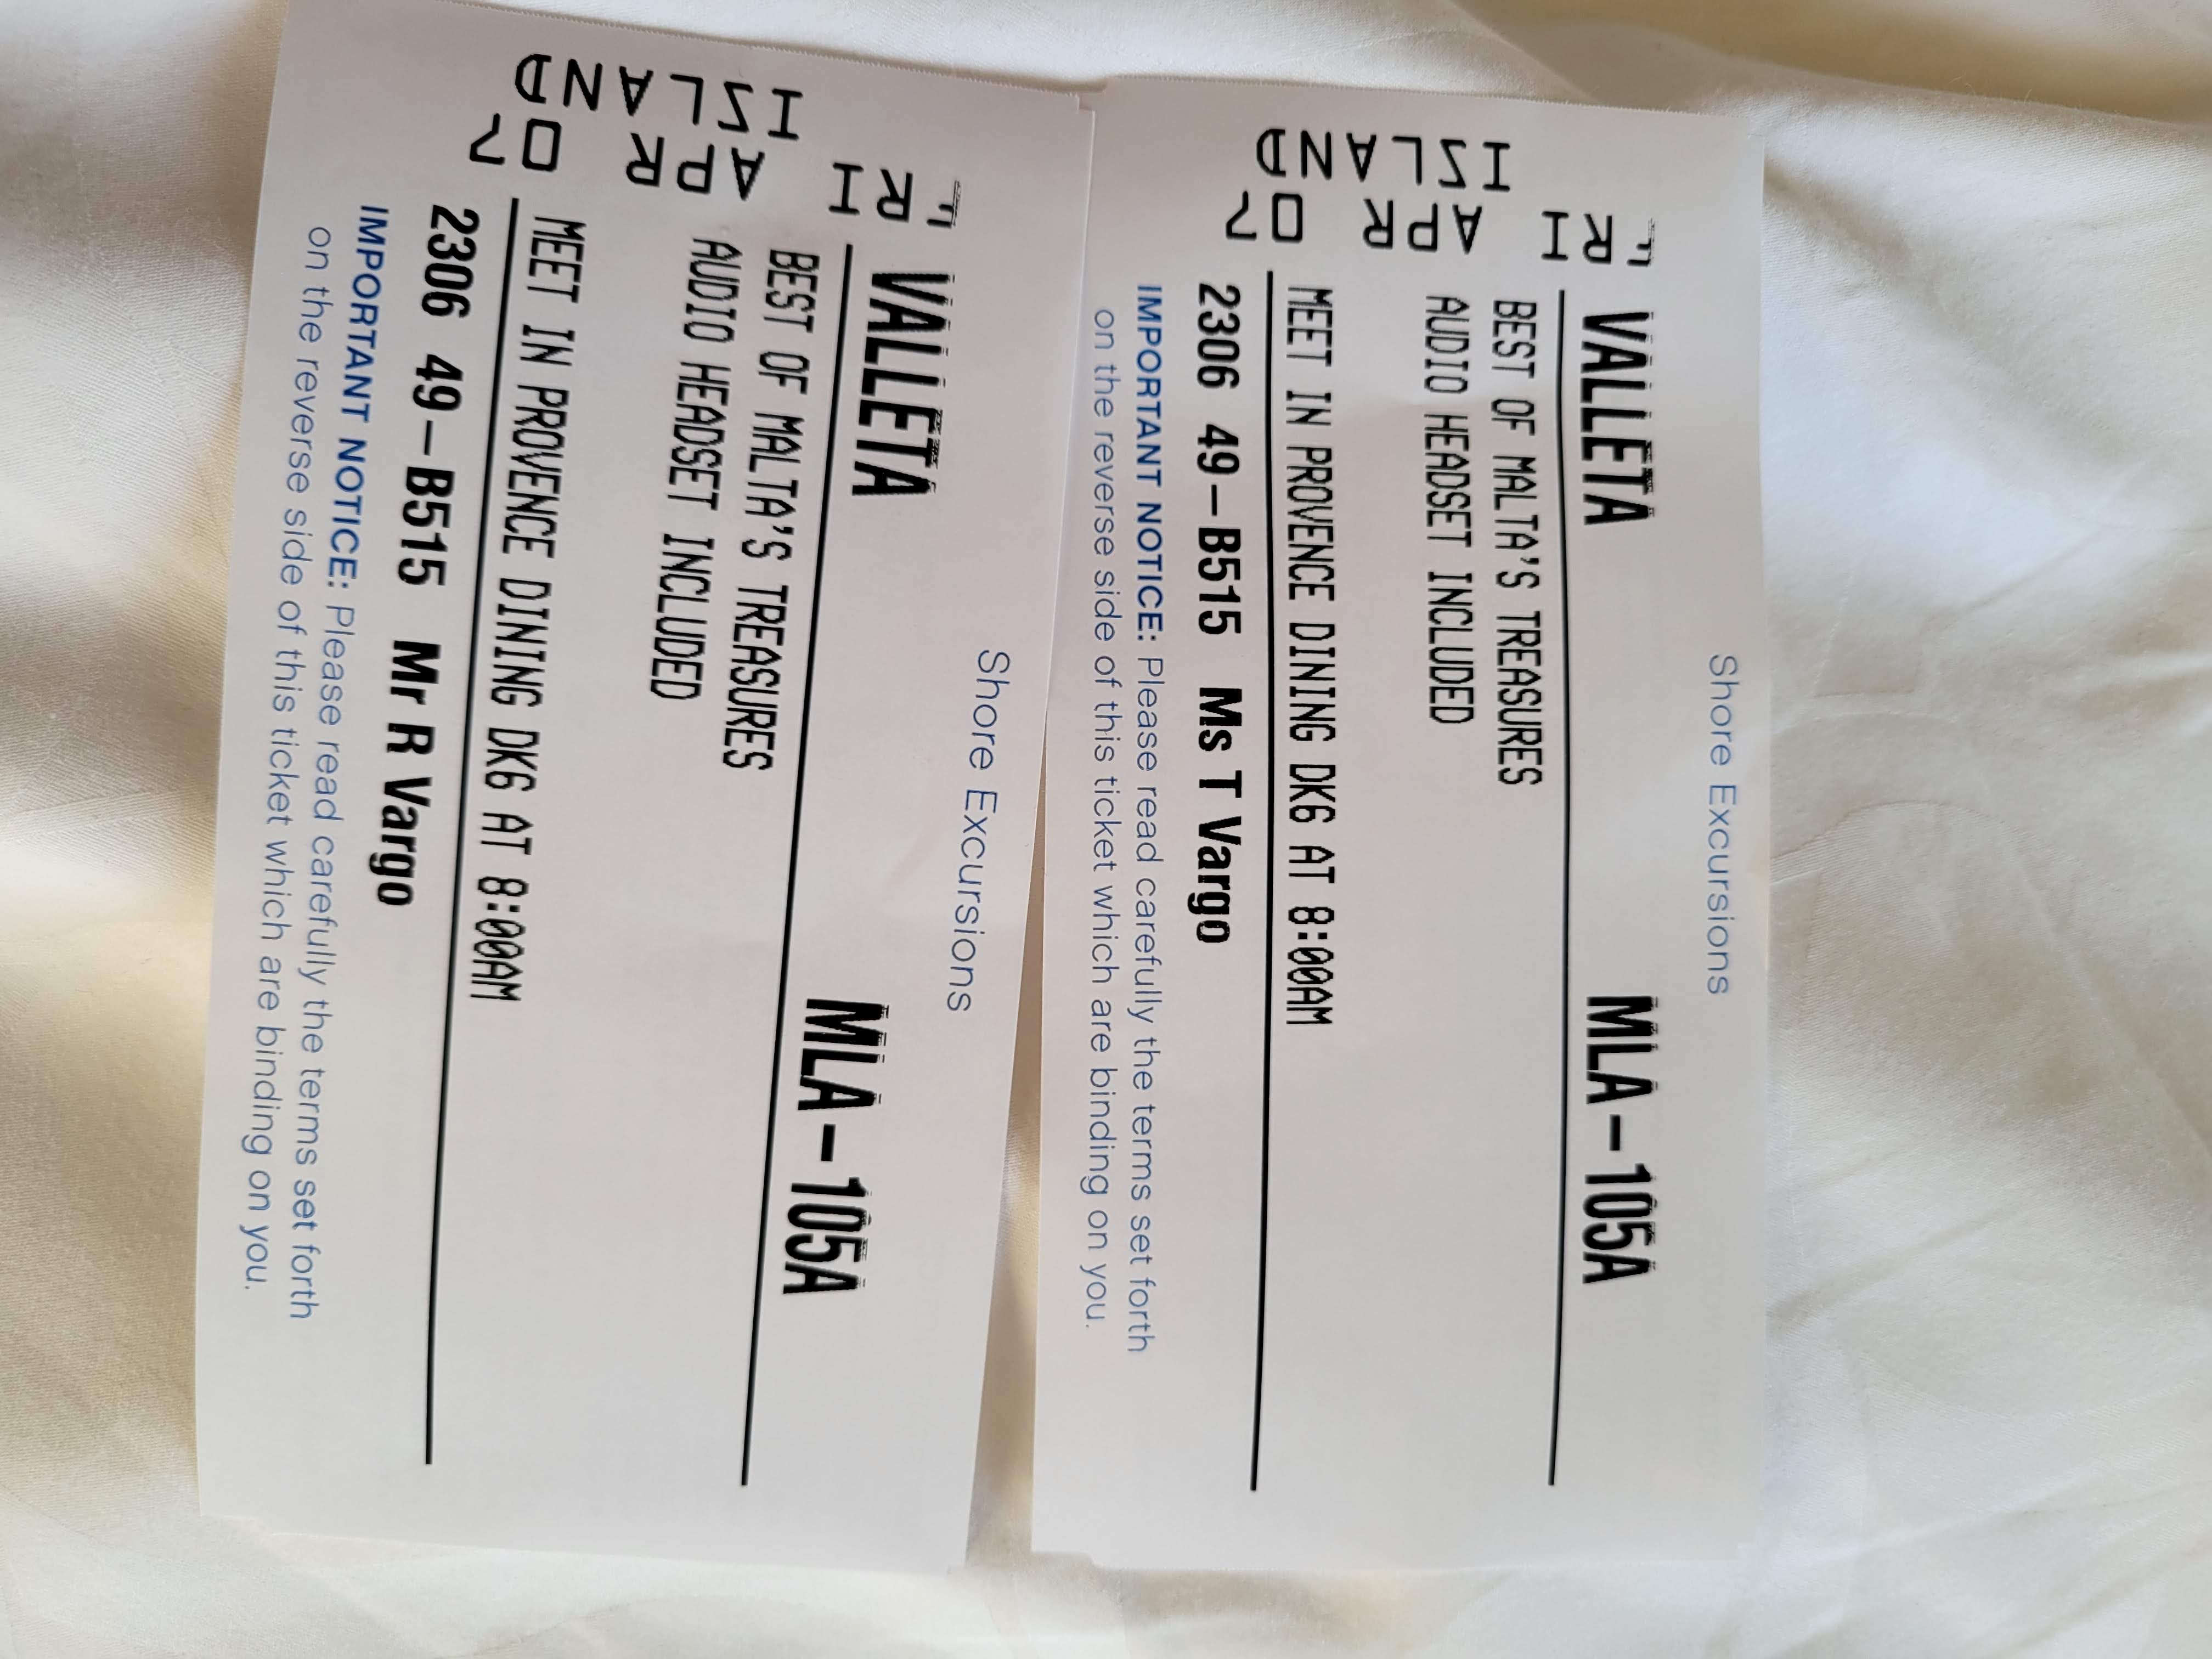 Shore Excursions
VALLETA MLA-105A
BEST OF MALTA'S TREASURES
AUDIO HEADSET INCLUDED
MEET IN PROVENCE DINING DK6 AT 8:00AM
2306 49-B515 Ms T Vargo
IMPORTANT NOTICE: Please read carefully the terms set forth
on the reverse side of this ticket which are binding on you.
FRI APR 07
ISLAND
Shore Excursions
VALLETA MLA-105A
BEST OF MALTA'S TREASURES
AUDIO HEADSET INCLUDED
MEET IN PROVENCE DINING DK6 AT 8:00AM
2306 49-B515 Mr R Vargo
IMPORTANT NOTICE: Please read carefully the terms set forth
on the reverse side of this ticket which are binding on you.
FRI APR 07
ISLAND